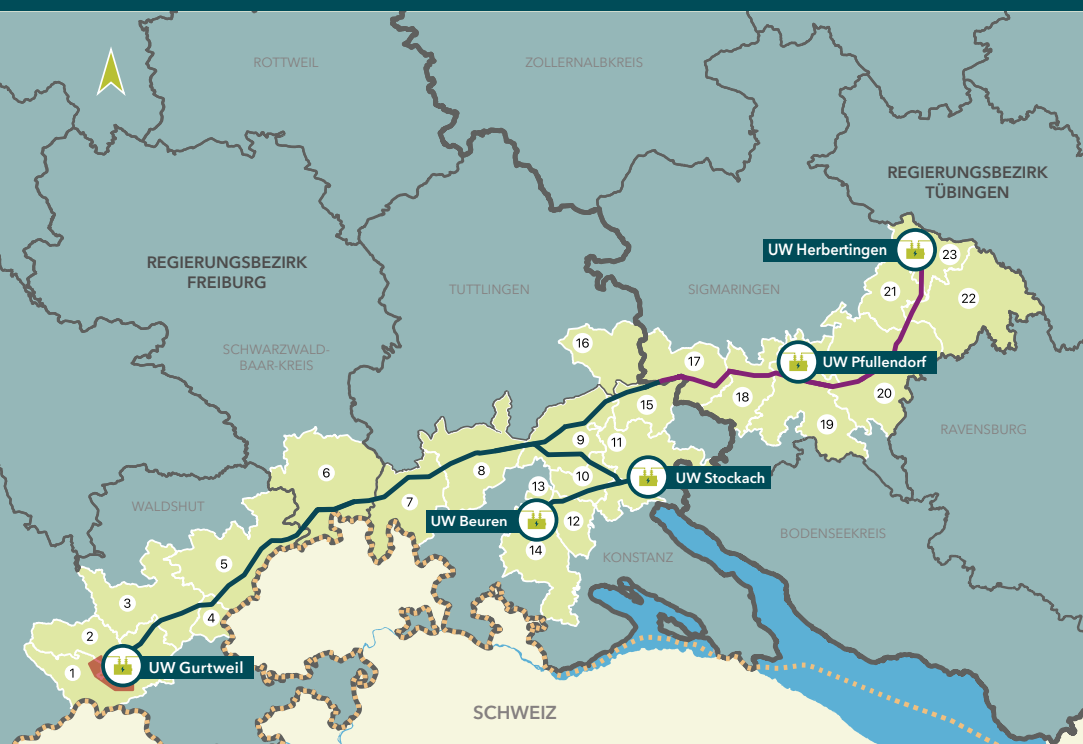 ROTTWEIL
ZOLLERNALBKREIS
REGIERUNGSBEZIRK
TÜBINGEN
UW Herbertingen
23
REGIERUNGSBEZIRK
FREIBURG
TUTTLINGEN
SIGMARINGEN
21
22
16
SCHWARZWALD-
BAAR-KREIS
17
UW Pfullendorf
18
20
15
19
RAVENSBURG
9
11
6
8
10
UW Stockach
13
7
WALDSHUT
UW Beuren
12
BODENSEEKREIS
14
KONSTANZ
5
3
4
2
1
UW Gurtweil
SCHWEIZ